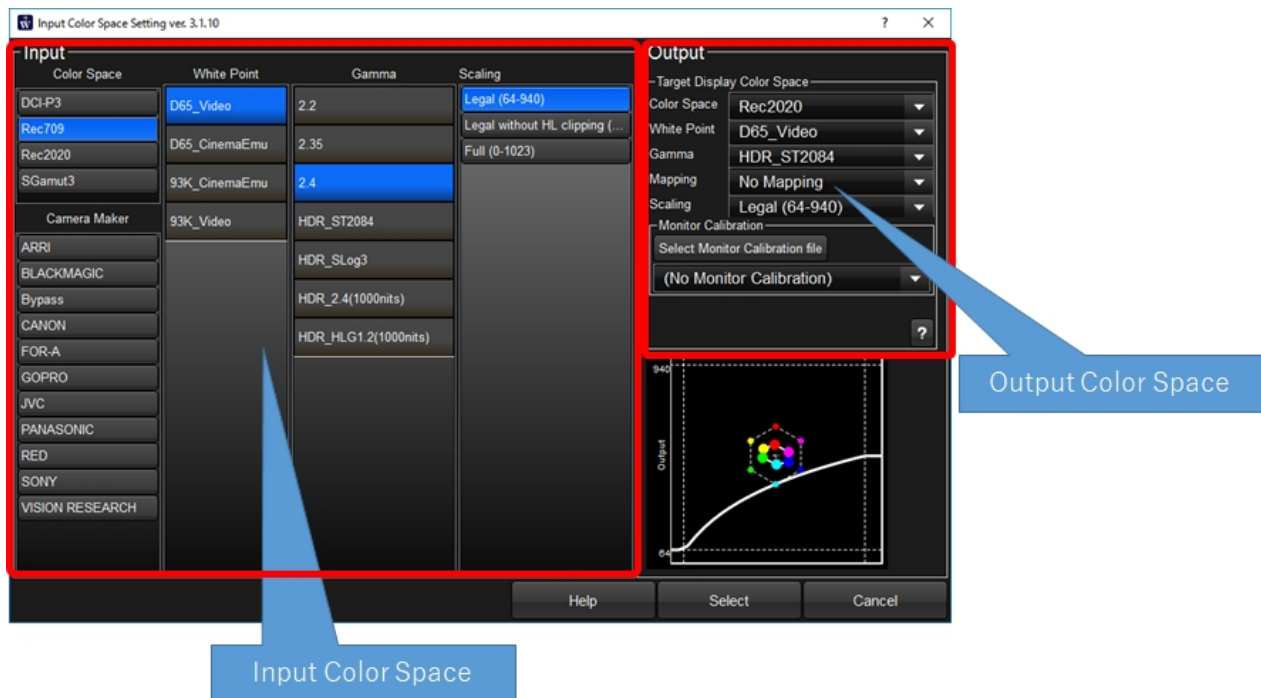 Input Color Space Setting ver. 3.1.10
?
Input
Color Space
DCI-P3
Rec709
Rec2020
SGamut3
Camera Maker
ARRI
BLACKMAGIC
Bypass
CANON
FOR-A
GOPRO
JVC
PANASONIC
RED
SONY
VISION RESEARCH
White Point
D65_Video
D65_CinemaEmu
93K_CinemaEmu
93K_Video
Gamma
2.2
2.35
2.4
HDR_ST2084
HDR_SLog3
HDR_2.4(1000nits)
HDR_HLG1.2(1000nits)
Scaling
Legal (64-940)
Legal without HL clipping (...
Full (0-1023)
Output
Target Display Color Space
Color Space Rec2020
White Point D65_Video
Gamma HDR_ST2084
Mapping No Mapping
Scaling Legal (64-940)
Monitor Calibration
Select Monitor Calibration file
(No Monitor Calibration)
?
940
Output
64
Help
Select
Cancel
Output Color Space
Input Color Space